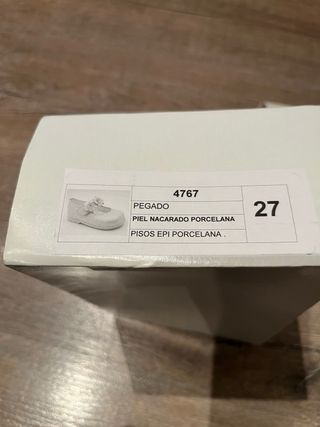 4767
PEGADO
PIEL NACARADO PORCELANA
PISOS EPI PORCELANA .
27